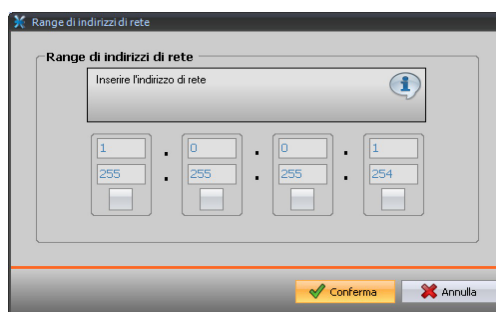 Range di indirizzi di rete
Range di indirizzi di rete
Inserire l'indirizzo di rete
1 . 0 . 0 . 1
255 . 255 . 255 . 254
Conferma Annulla